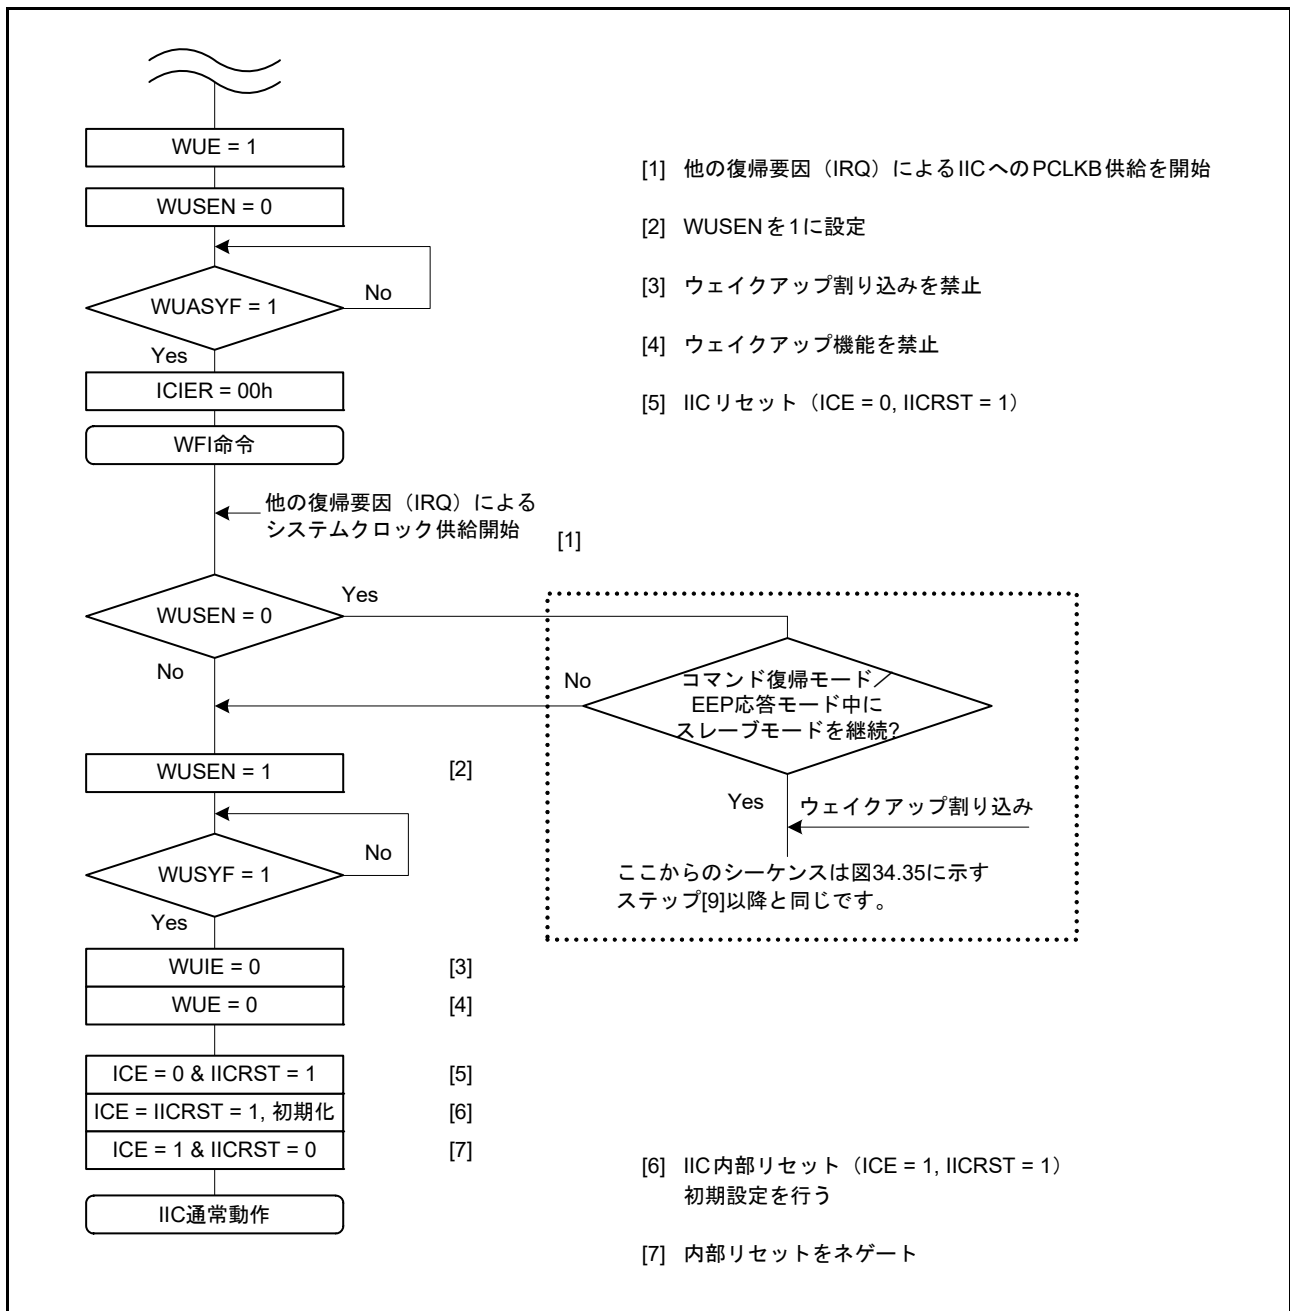 WUE = 1
WUSEN = 0
WUASYF = 1
No
Yes
ICIER = 00h
WFI命令
他の復帰要因（IRQ）による
システムクロック供給開始
[1]
WUSEN = 0
Yes
No
コマンド復帰モード／
EEP応答モード中に
スレーブモードを継続?
No
Yes
ウェイクアップ割り込み
ここからのシーケンスは図34.35に示す
ステップ[9]以降と同じです。
WUSEN = 1
[2]
WUSYF = 1
No
Yes
WUIE = 0
[3]
WUE = 0
[4]
ICE = 0 & IICRST = 1
[5]
ICE = IICRST = 1, 初期化
[6]
ICE = 1 & IICRST = 0
[7]
IIC通常動作
[1] 他の復帰要因（IRQ）によるIICへのPCLKB供給を開始
[2] WUSENを1に設定
[3] ウェイクアップ割り込みを禁止
[4] ウェイクアップ機能を禁止
[5] IICリセット（ICE = 0, IICRST = 1）
[6] IIC内部リセット（ICE = 1, IICRST = 1）
初期設定を行う
[7] 内部リセットをネゲート